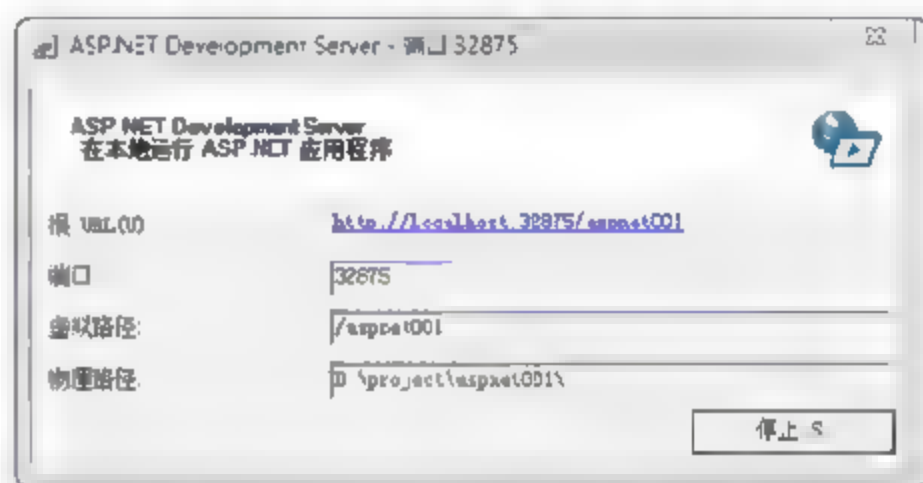 ASP.NET Development Server - 端口 32875
ASP.NET Development Server
在本地运行 ASP.NET 应用程序
根 URL(U)
http://localhost:32875/aspnet001
端口
32875
虚拟路径:
/aspnet001
物理路径:
D:\project\aspnet001\
停止 S